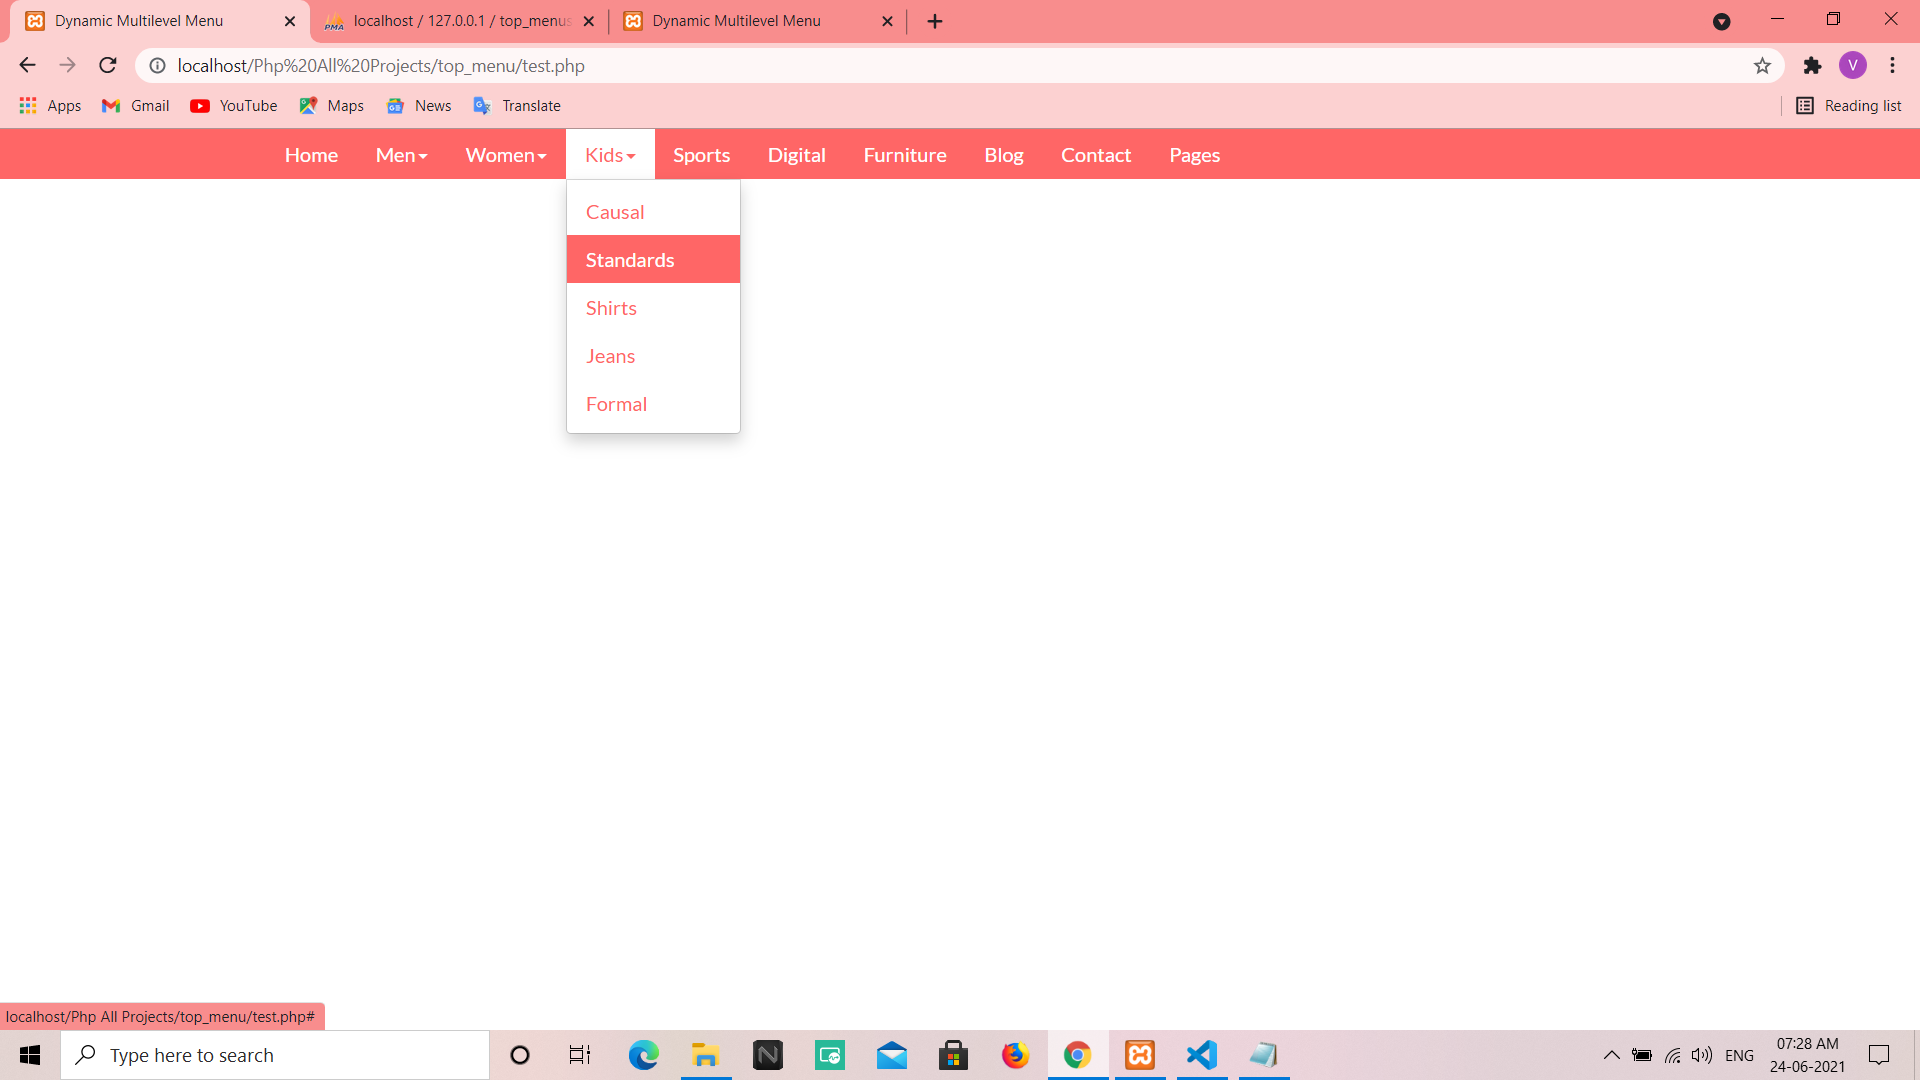 Dynamic Multilevel Menu
localhost / 127.0.0.1 / top_menus
Dynamic Multilevel Menu
localhost/Php%20All%20Projects/top_menu/test.php
V
Apps
Gmail
YouTube
Maps
News
Translate
Reading list
Home
Men
Women
Kids
Sports
Digital
Furniture
Blog
Contact
Pages
Causal
Standards
Shirts
Jeans
Formal
localhost/Php All Projects/top_menu/test.php#
Type here to search
ENG
07:28 AM
24-06-2021